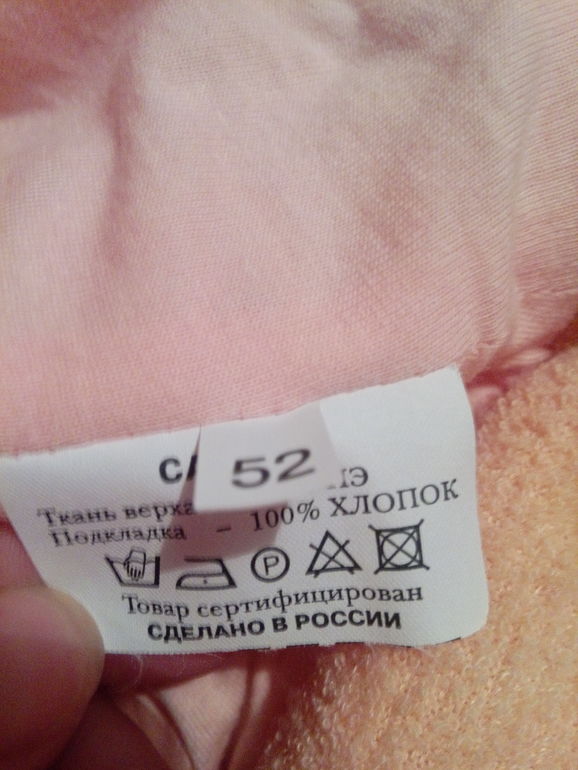 52
Ткань верха
Подкладка – 100% ХЛОПОК
P
Товар сертифицирован
СДЕЛАНО В РОССИИ